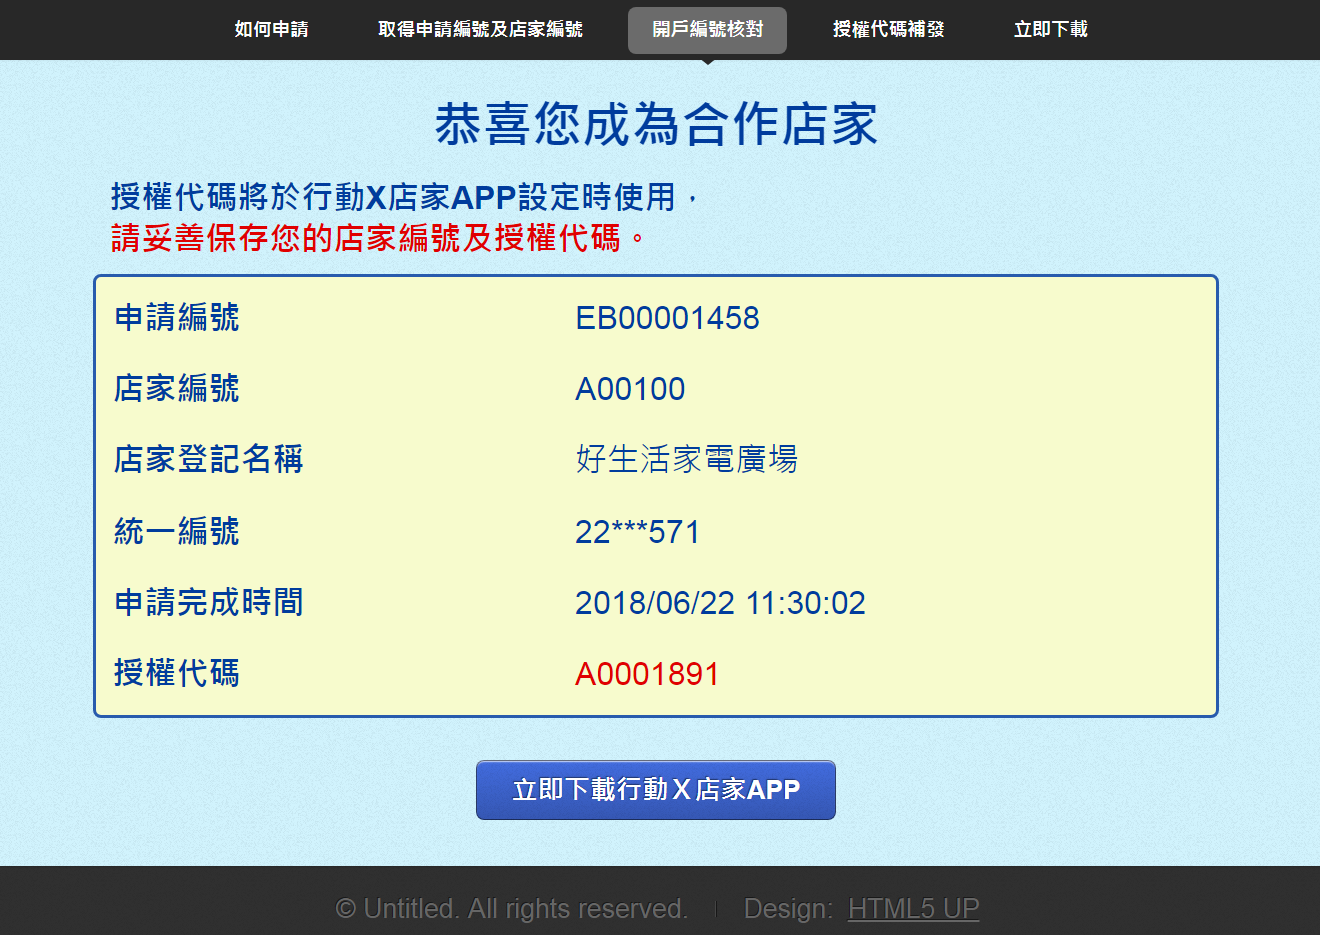 如何申請 取得申請編號及店家編號 開戶編號核對 授權代碼補發 立即下載
恭喜您成為合作店家
授權代碼將於行動X店家APP設定時使用，
請妥善保存您的店家編號及授權代碼。
申請編號 EB00001458
店家編號 A00100
店家登記名稱 好生活家電廣場
統一編號 22***571
申請完成時間 2018/06/22 11:30:02
授權代碼 A0001891
立即下載行動Ｘ店家APP
© Untitled. All rights reserved. | Design: HTML5 UP